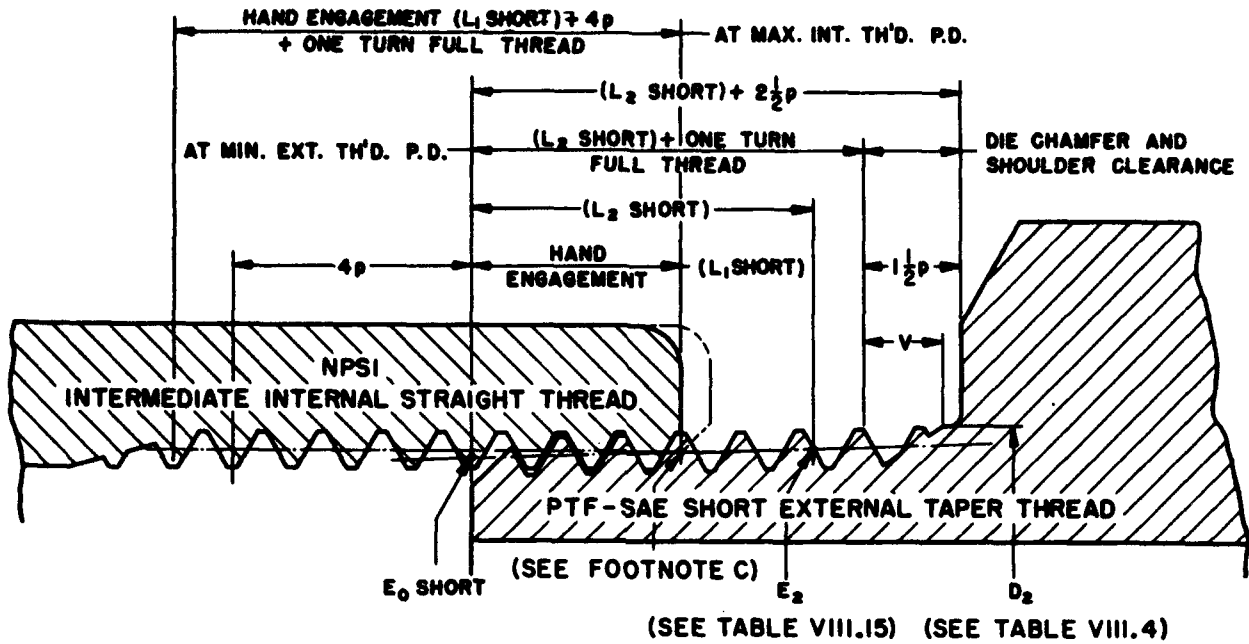 HAND ENGAGEMENT (L₁ SHORT) + 4p
+ ONE TURN FULL THREAD
AT MAX. INT. TH'D. P.D.
(L₂ SHORT) + 2½p
AT MIN. EXT. TH'D. P.D.
(L₂ SHORT) + ONE TURN
FULL THREAD
DIE CHAMFER AND
SHOULDER CLEARANCE
(L₂ SHORT)
4p
HAND
ENGAGEMENT
(L₁ SHORT)
1½p
V
NPSI
INTERMEDIATE INTERNAL STRAIGHT THREAD
PTF-SAE SHORT EXTERNAL TAPER THREAD
E₀ SHORT
(SEE FOOTNOTE C)
E₂
D₂
(SEE TABLE VIII.15) (SEE TABLE VIII.4)